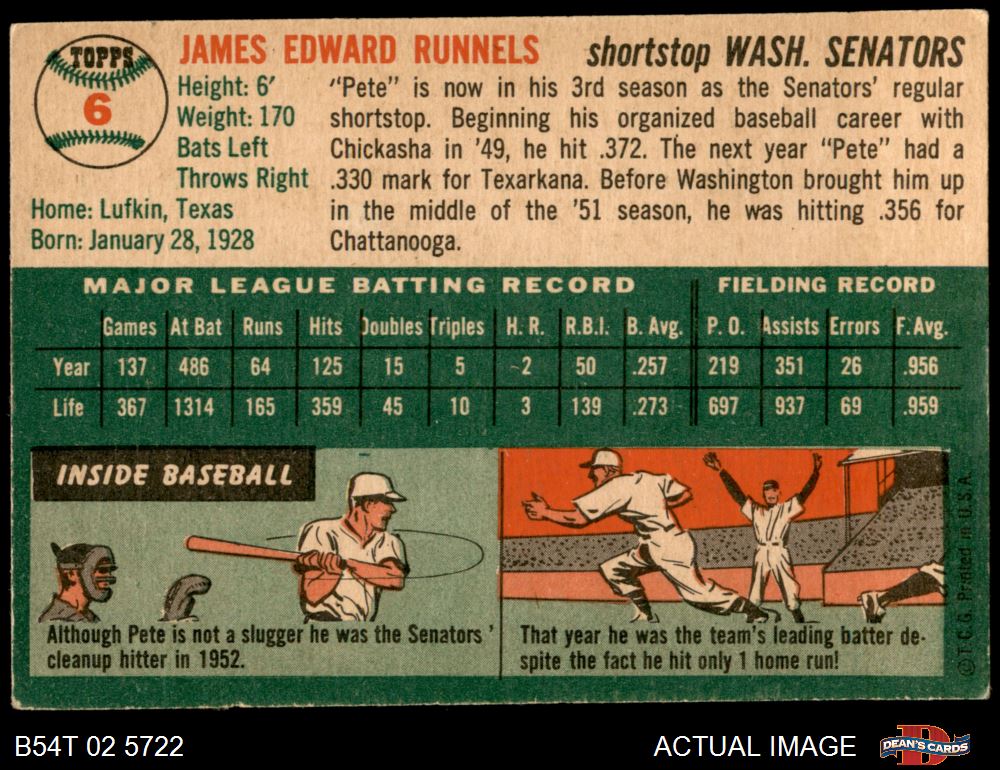 TOPPS
6
JAMES EDWARD RUNNELS shortstop WASH. SENATORS
Height: 6'
Weight: 170
Bats Left
Throws Right
Home: Lufkin, Texas
Born: January 28, 1928
"Pete" is now in his 3rd season as the Senators' regular
shortstop. Beginning his organized baseball career with
Chickasha in '49, he hit .372. The next year "Pete" had a
.330 mark for Texarkana. Before Washington brought him up
in the middle of the '51 season, he was hitting .356 for
Chattanooga.
MAJOR LEAGUE BATTING RECORD FIELDING RECORD
Games At Bat Runs Hits Doubles Triples H. R. R.B.I. B. Avg. P. O. Assists Errors F. Avg.
Year 137 486 64 125 15 5 2 50 .257 219 351 26 .956
Life 367 1314 165 359 45 10 3 139 .273 697 937 69 .959
INSIDE BASEBALL
Although Pete is not a slugger he was the Senators'
cleanup hitter in 1952.
That year he was the team's leading batter de-
spite the fact he hit only 1 home run!
© T.C.G. Printed in U.S.A.
B54T 02 5722
ACTUAL IMAGE
DEAN'S CARDS